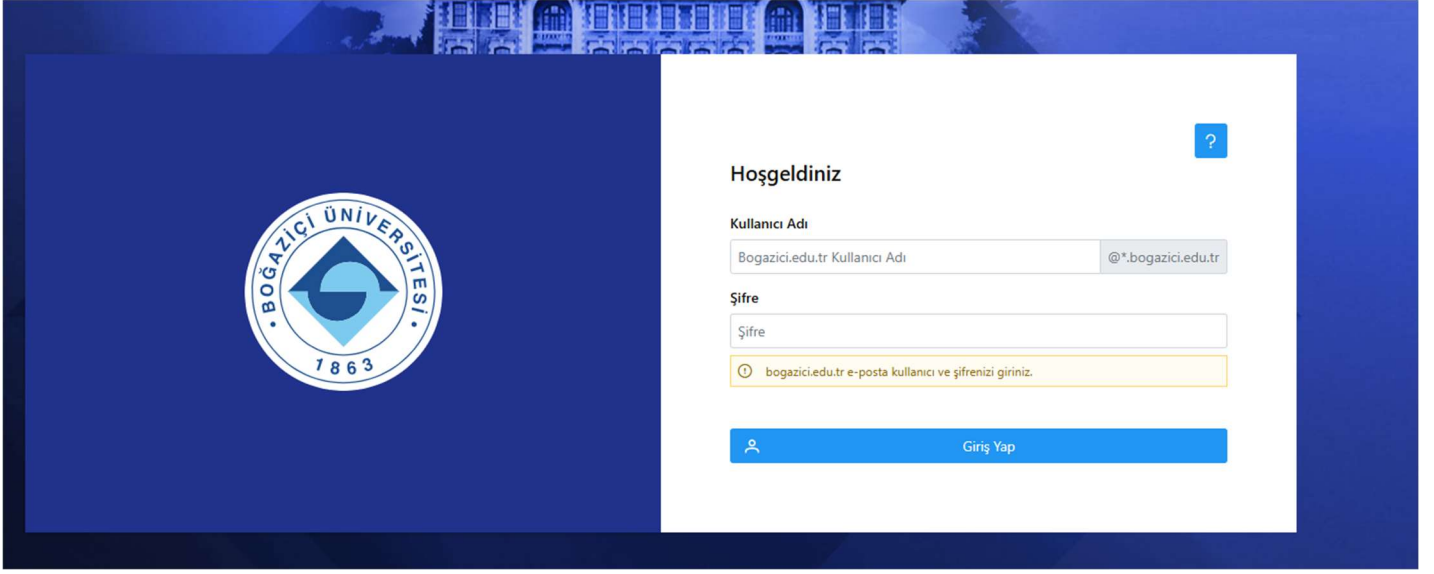 BOĞAZİÇİ ÜNİVERSİTESİ
1863
?
Hoşgeldiniz
Kullanıcı Adı
Bogazici.edu.tr Kullanıcı Adı @*.bogazici.edu.tr
Şifre
Şifre
bogazici.edu.tr e-posta kullanıcı ve şifrenizi giriniz.
Giriş Yap